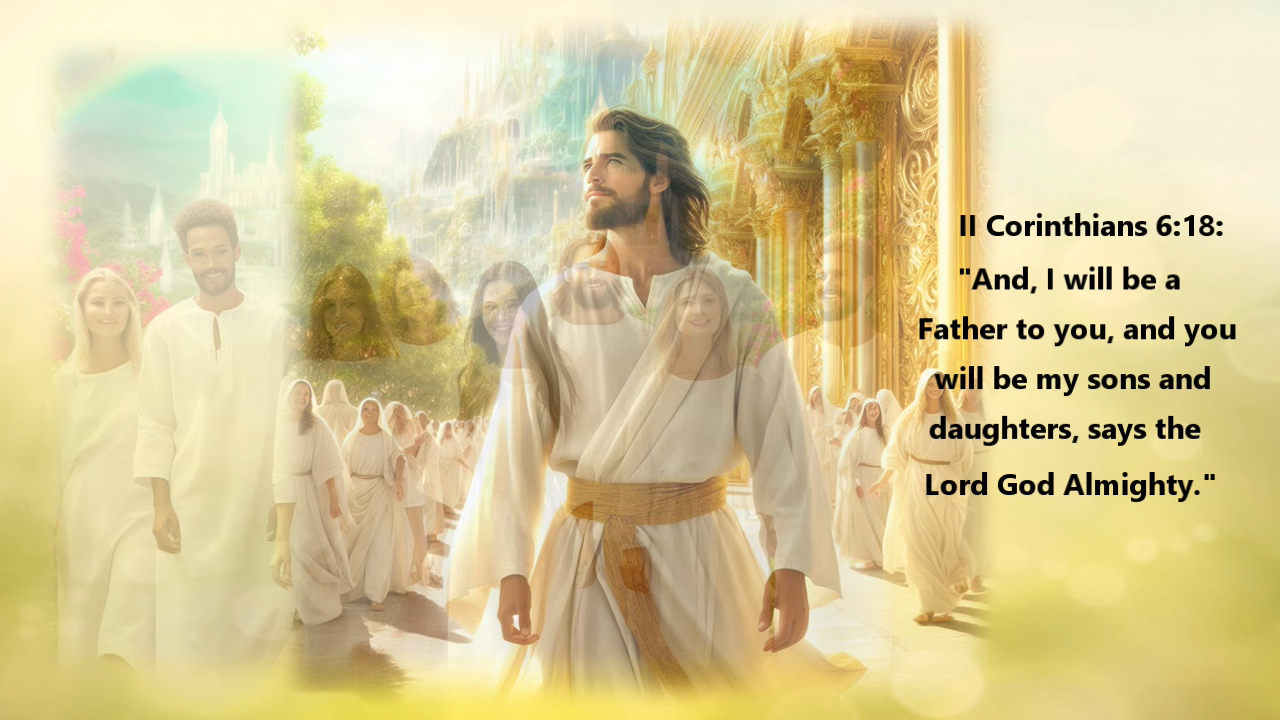 II Corinthians 6:18:
"And, I will be a
Father to you, and you
will be my sons and
daughters, says the
Lord God Almighty."